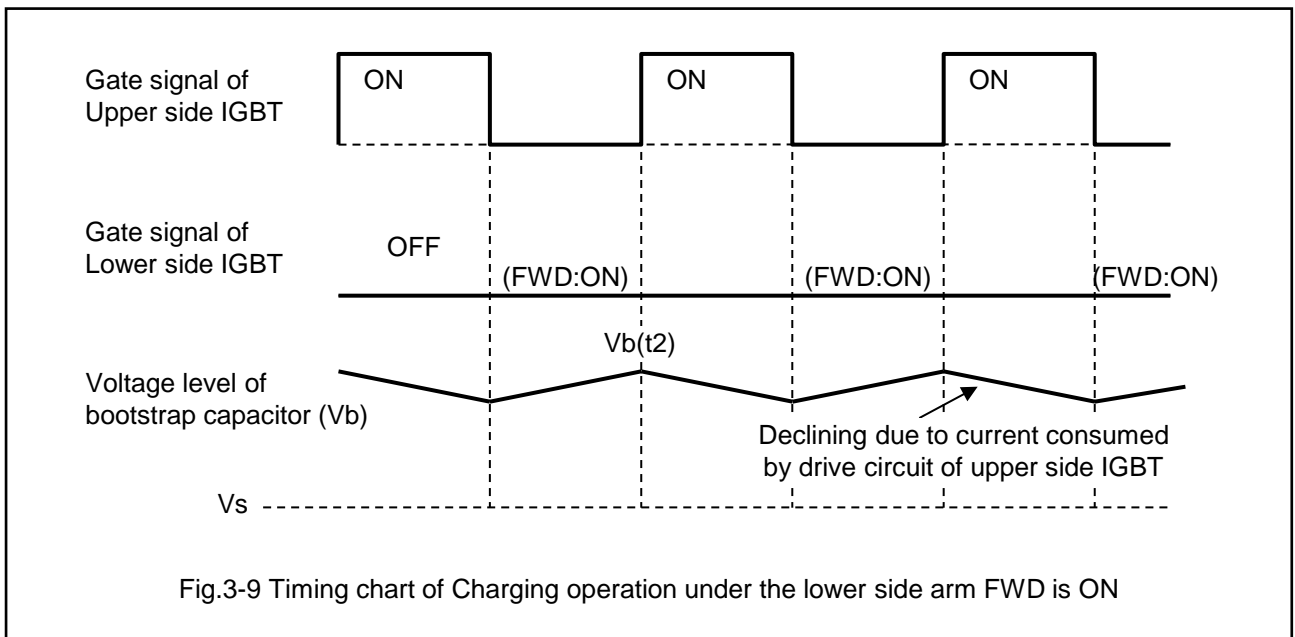 Gate signal of
Upper side IGBT
ON
ON
ON
Gate signal of
Lower side IGBT
OFF
(FWD:ON)
(FWD:ON)
(FWD:ON)
Vb(t2)
Voltage level of
bootstrap capacitor (Vb)
Declining due to current consumed
by drive circuit of upper side IGBT
Vs
Fig.3-9 Timing chart of Charging operation under the lower side arm FWD is ON